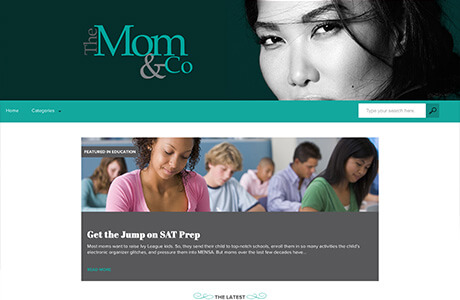 The Mom
& Co
Home Categories Type your search here
FEATURED IN EDUCATION
Get the Jump on SAT Prep
Most moms want to raise Ivy League kids. So, they send their child to top-notch schools, enroll them in so many activities the child's
electronic organizer glitches, and pressure them into MENSA. But moms over the last few decades have...
READ MORE
THE LATEST